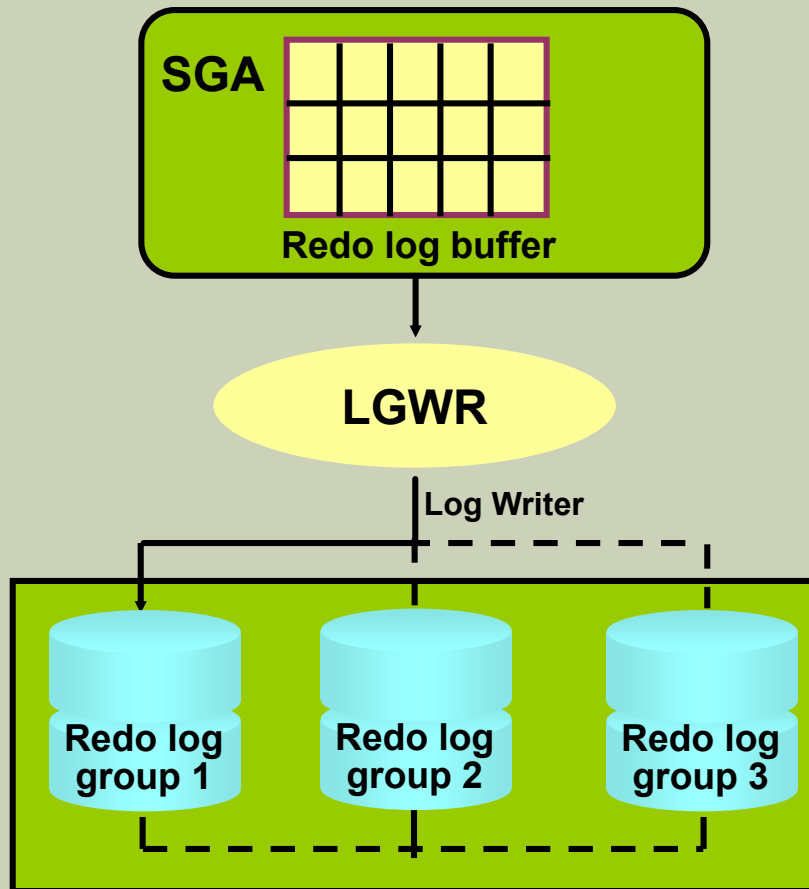 SGA
Redo log buffer
LGWR
Log Writer
Redo log
group 1
Redo log
group 2
Redo log
group 3